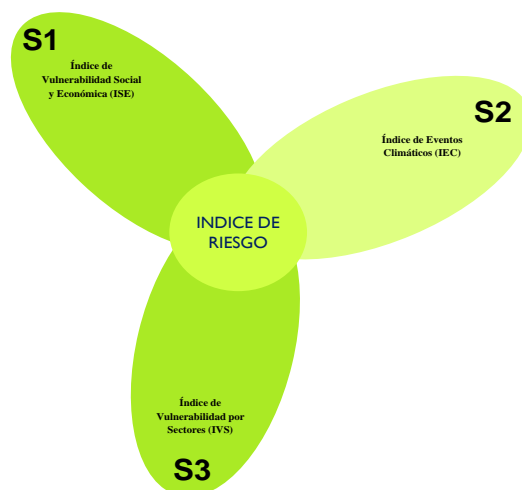 S1
Índice de
Vulnerabilidad Social
y Económica (ISE)
S2
Índice de Eventos
Climáticos (IEC)
INDICE DE
RIESGO
Índice de
Vulnerabilidad por
Sectores (IVS)
S3